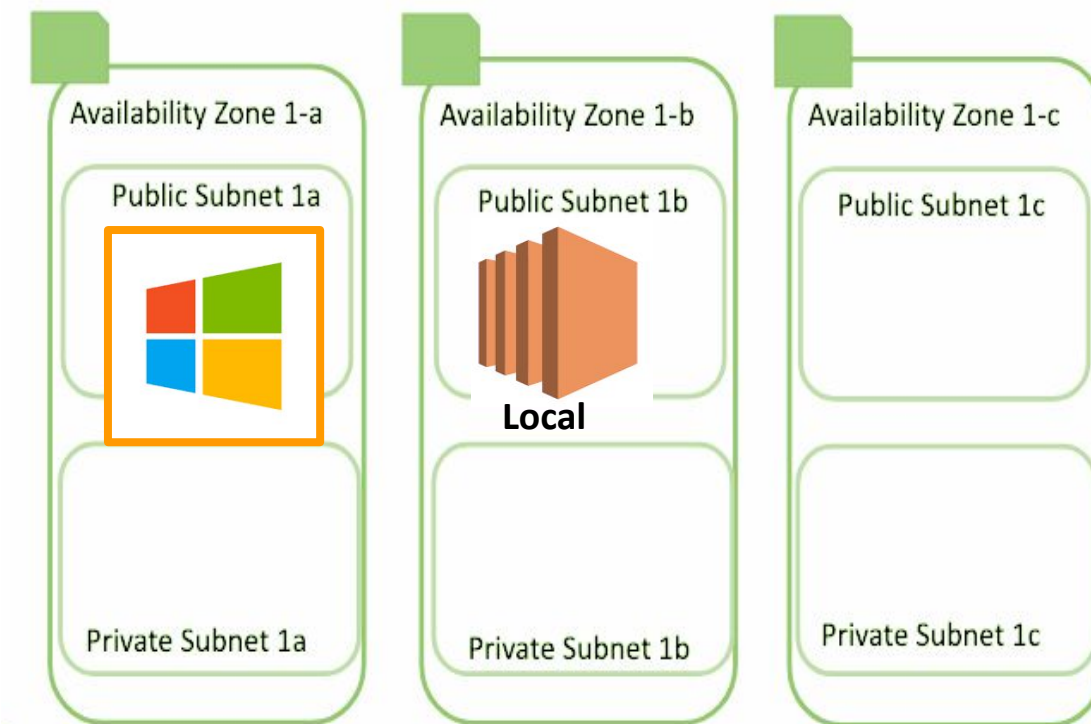 Availability Zone 1-a
Public Subnet 1a
Private Subnet 1a
Availability Zone 1-b
Public Subnet 1b
Local
Private Subnet 1b
Availability Zone 1-c
Public Subnet 1c
Private Subnet 1c